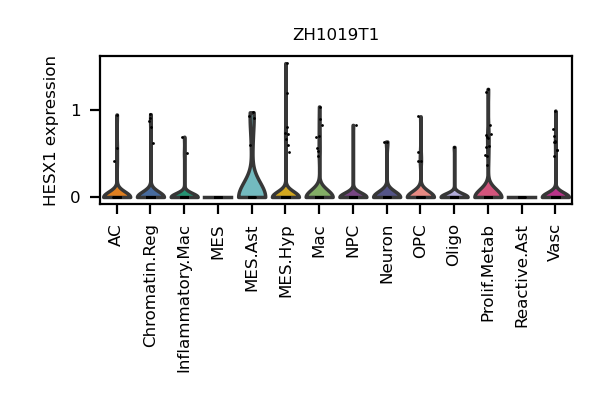 ZH1019T1
HESX1 expression
1
0
AC
Chromatin.Reg
Inflammatory.Mac
MES
MES.Ast
MES.Hyp
Mac
NPC
Neuron
OPC
Oligo
Prolif.Metab
Reactive.Ast
Vasc